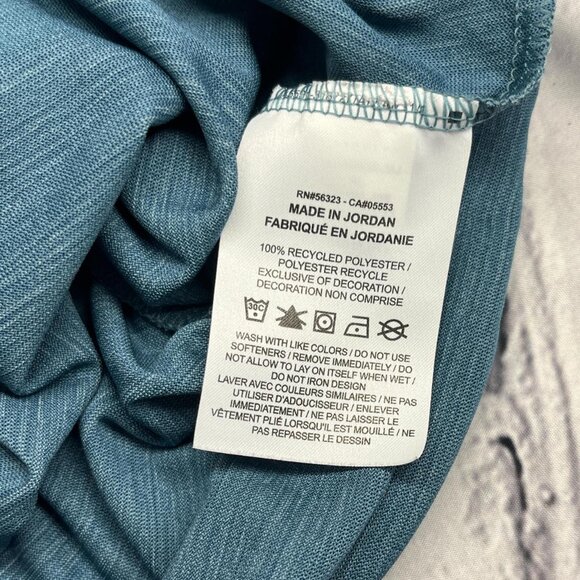 RN#56323 - CA#05553
MADE IN JORDAN
FABRIQUÉ EN JORDANIE
100% RECYCLED POLYESTER /
POLYESTER RECYCLE
EXCLUSIVE OF DECORATION /
DECORATION NON COMPRISE
30C
WASH WITH LIKE COLORS / DO NOT USE
SOFTENERS / REMOVE IMMEDIATELY / DO
NOT ALLOW TO LAY ON ITSELF WHEN WET /
DO NOT IRON DESIGN
LAVER AVEC COULEURS SIMILAIRES / NE PAS
UTILISER D'ADOUCISSEUR / ENLEVER
IMMEDIATEMENT / NE PAS LAISSER LE
VÊTEMENT PLIÉ LORSQU'IL EST MOUILLÉ / NE
PAS REPASSER LE DESSIN